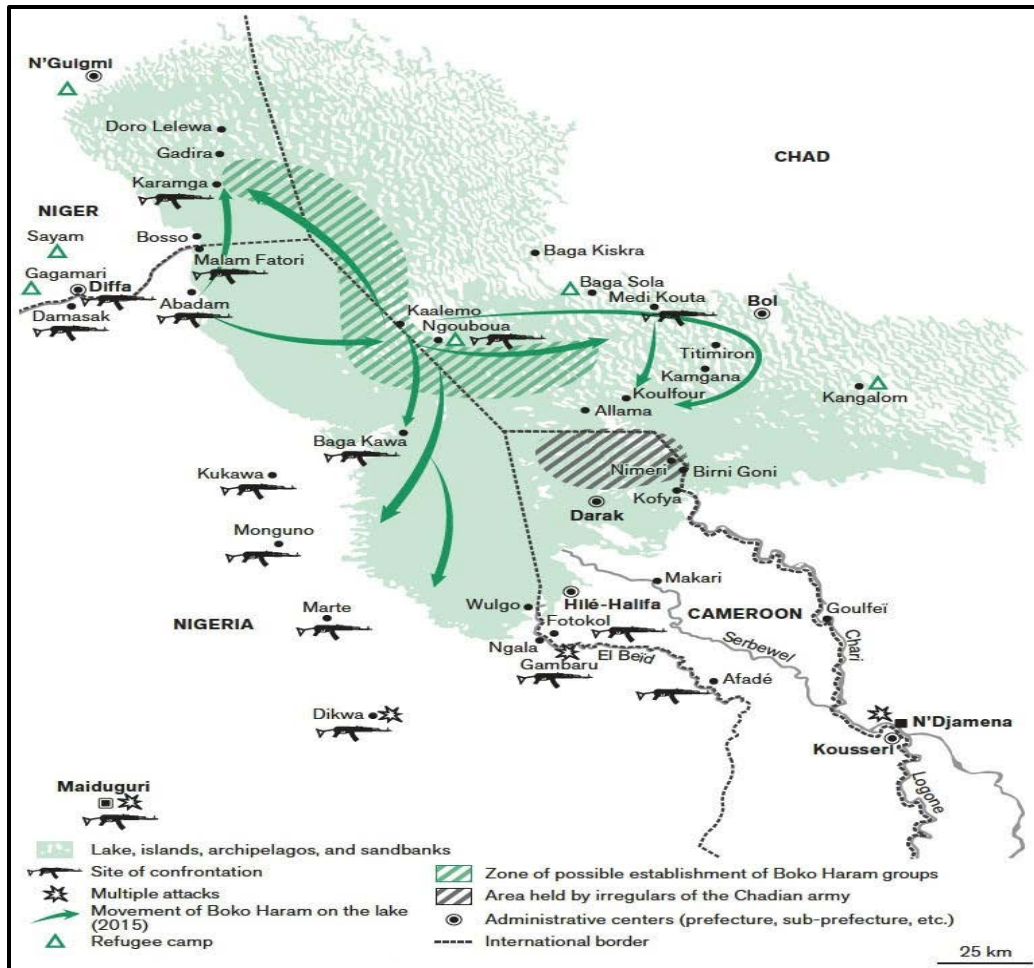 N'Guigmi
Doro Lelewa
Gadira
CHAD
Karamga
NIGER
Sayam
Bosso
Baga Kiskra
Malam Fatori
Gagamari
Diffa
Baga Sola
Medi Kouta
Bol
Abadam
Damasak
Kaalemo
Ngouboua
Titimiron
Kamgana
Kangalom
Koulfour
Allama
Baga Kawa
Nimeri
Birni Goni
Kukawa
Kofya
Darak
Monguno
Makari
Wulgo
Hilé-Halifa
CAMEROON
Goulfeï
Marte
NIGERIA
Fotokol
Serbewel
Chari
Ngala
El Beïd
Gambaru
Afadé
Dikwa
N'Djamena
Kousseri
Maiduguri
Logone
Lake, islands, archipelagos, and sandbanks
Site of confrontation
Multiple attacks
Movement of Boko Haram on the lake
(2015)
Refugee camp
Zone of possible establishment of Boko Haram groups
Area held by irregulars of the Chadian army
Administrative centers (prefecture, sub-prefecture, etc.)
International border
25 km